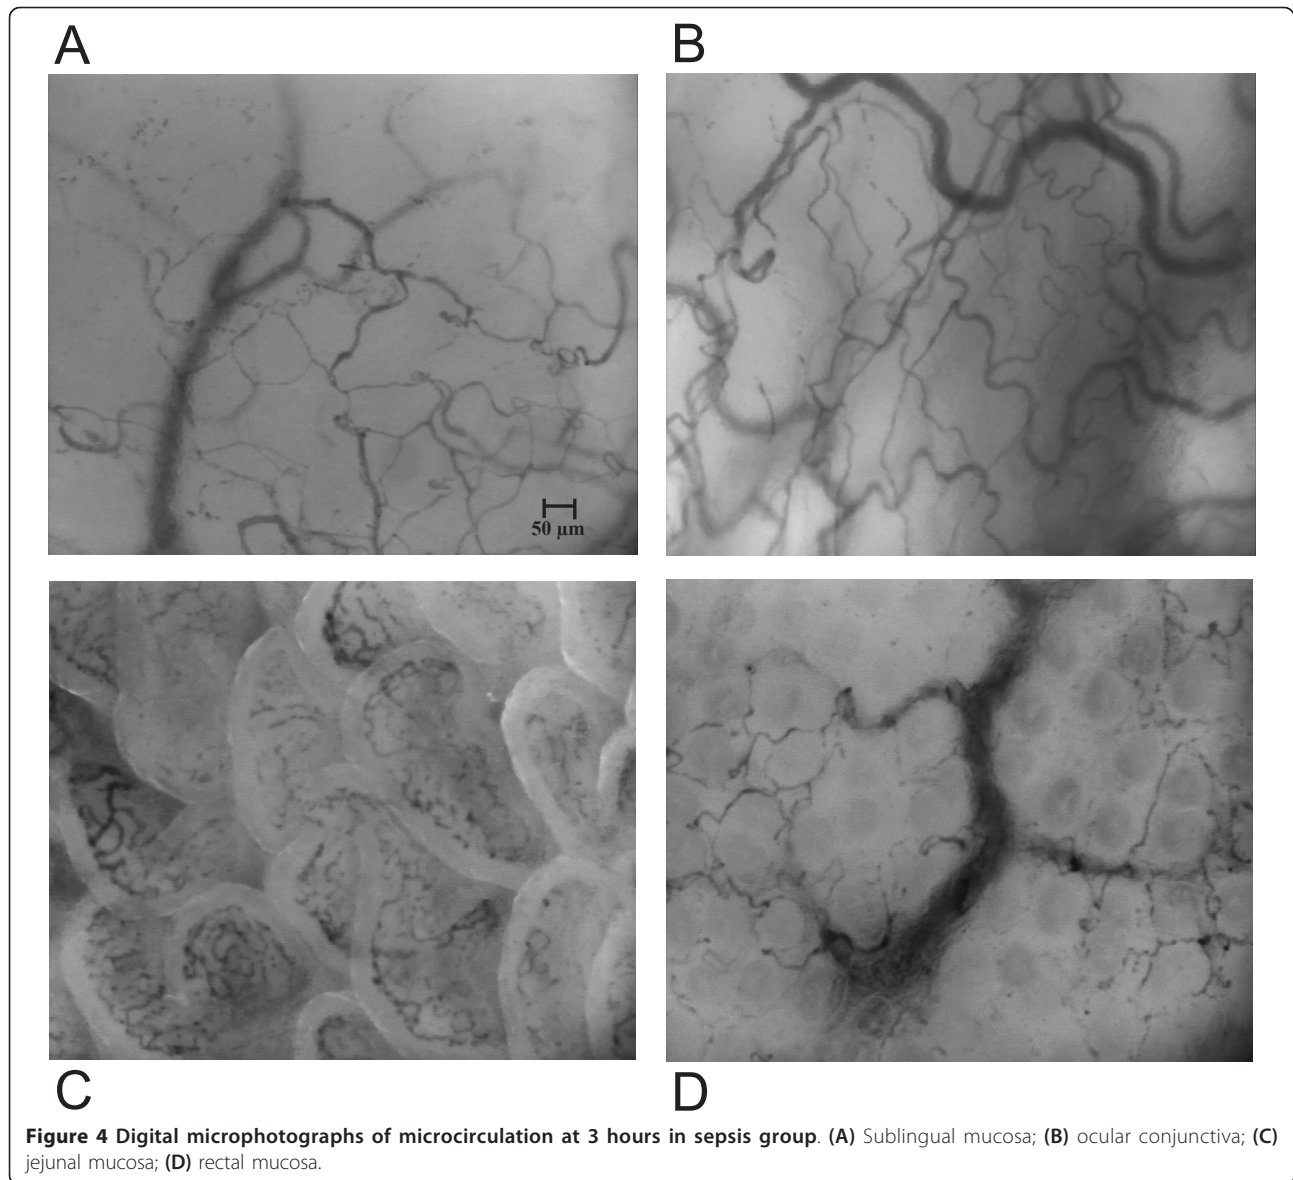 A
B
50 µm
C
D
Figure 4 Digital microphotographs of microcirculation at 3 hours in sepsis group. (A) Sublingual mucosa; (B) ocular conjunctiva; (C)
jejunal mucosa; (D) rectal mucosa.